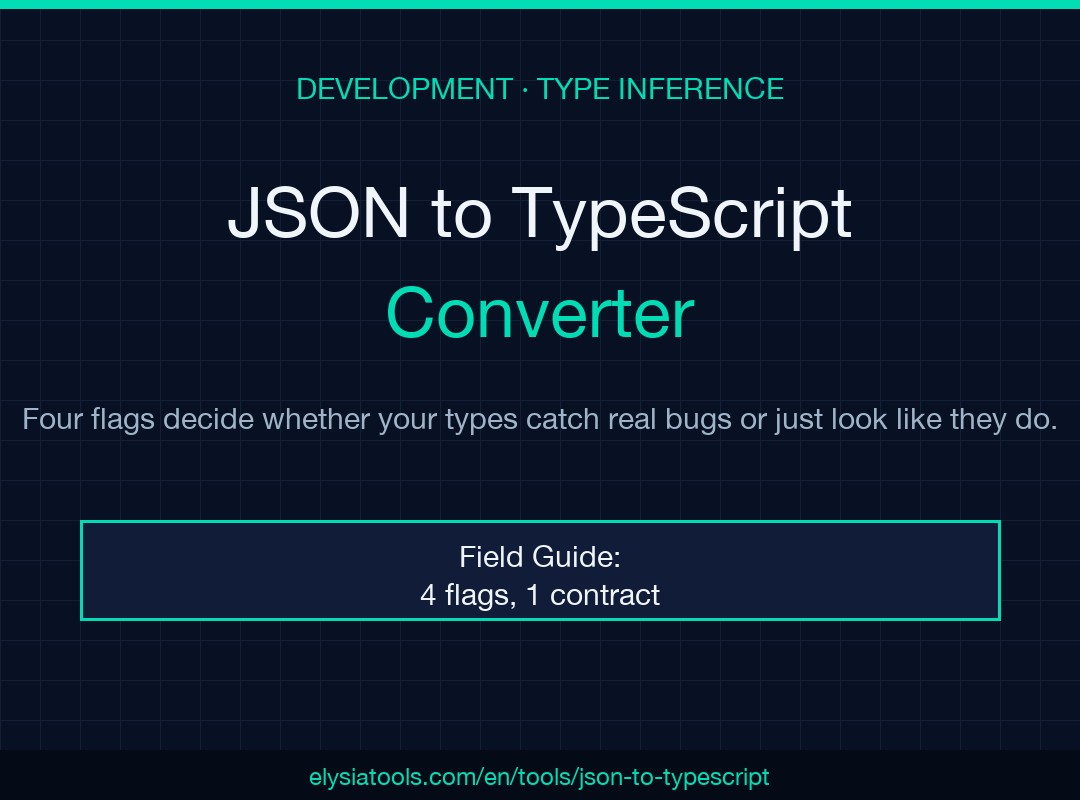 DEVELOPMENT · TYPE INFERENCE
JSON to TypeScript
Converter
Four flags decide whether your types catch real bugs or just look like they do.
Field Guide:
4 flags, 1 contract
elysiatools.com/en/tools/json-to-typescript